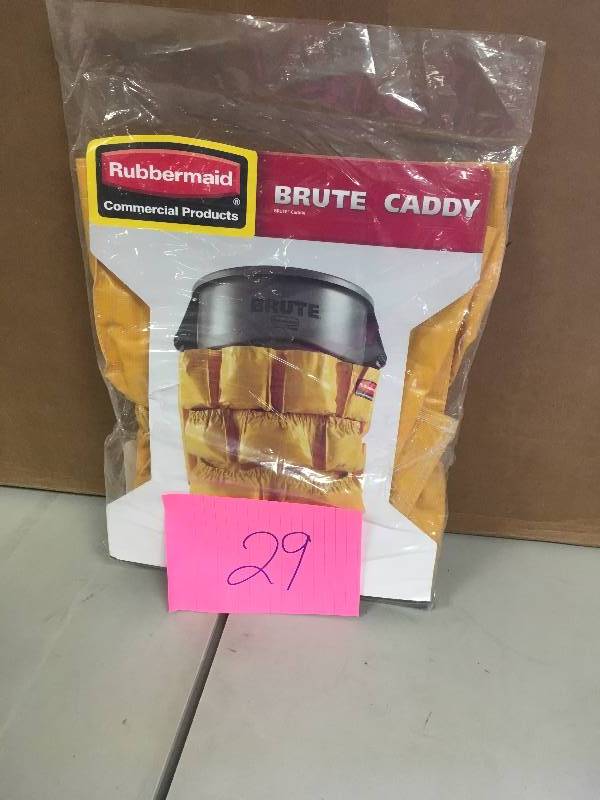 Rubbermaid
®
Commercial Products
BRUTE CADDY
BRUTE
29